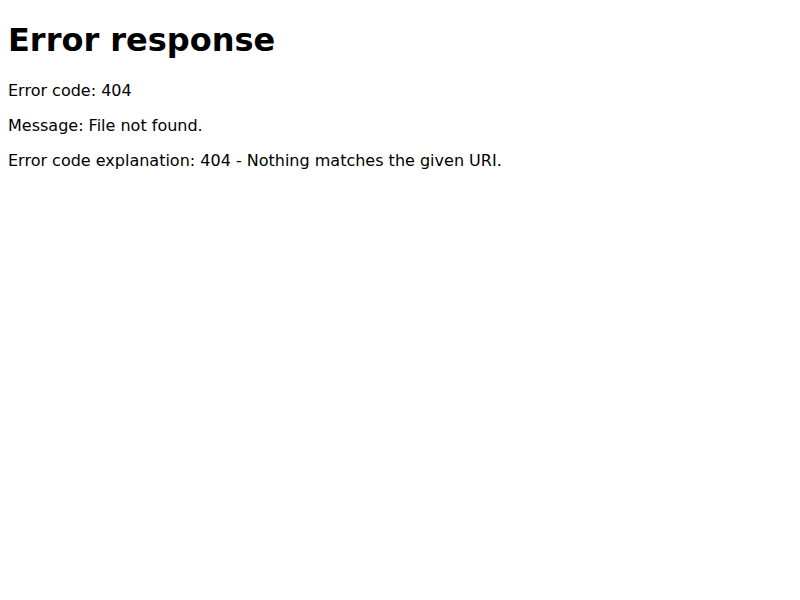 Error response
Error code: 404
Message: File not found.
Error code explanation: 404 - Nothing matches the given URI.